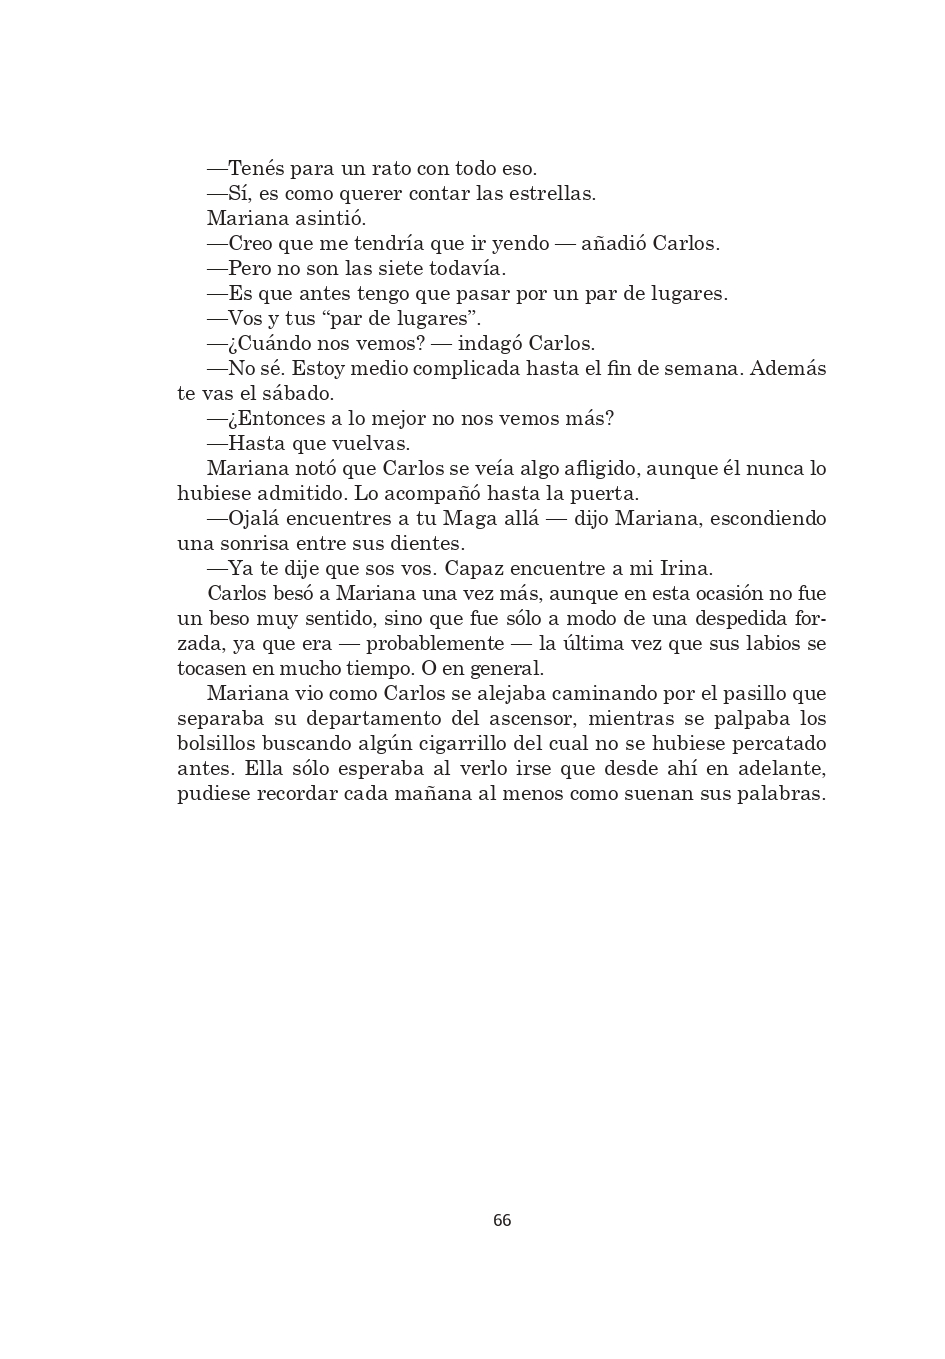 —Tenés para un rato con todo eso.
—Sí, es como querer contar las estrellas.
Mariana asintió.
—Creo que me tendría que ir yendo — añadió Carlos.
—Pero no son las siete todavía.
—Es que antes tengo que pasar por un par de lugares.
—Vos y tus “par de lugares”.
—¿Cuándo nos vemos? — indagó Carlos.
—No sé. Estoy medio complicada hasta el fin de semana. Además
te vas el sábado.
—¿Entonces a lo mejor no nos vemos más?
—Hasta que vuelvas.
Mariana notó que Carlos se veía algo afligido, aunque él nunca lo
hubiese admitido. Lo acompañó hasta la puerta.
—Ojalá encuentres a tu Maga allá — dijo Mariana, escondiendo
una sonrisa entre sus dientes.
—Ya te dije que sos vos. Capaz encuentre a mi Irina.
Carlos besó a Mariana una vez más, aunque en esta ocasión no fue
un beso muy sentido, sino que fue sólo a modo de una despedida for-
zada, ya que era — probablemente — la última vez que sus labios se
tocasen en mucho tiempo. O en general.
Mariana vio como Carlos se alejaba caminando por el pasillo que
separaba su departamento del ascensor, mientras se palpaba los
bolsillos buscando algún cigarrillo del cual no se hubiese percatado
antes. Ella sólo esperaba al verlo irse que desde ahí en adelante,
pudiese recordar cada mañana al menos como suenan sus palabras.
66